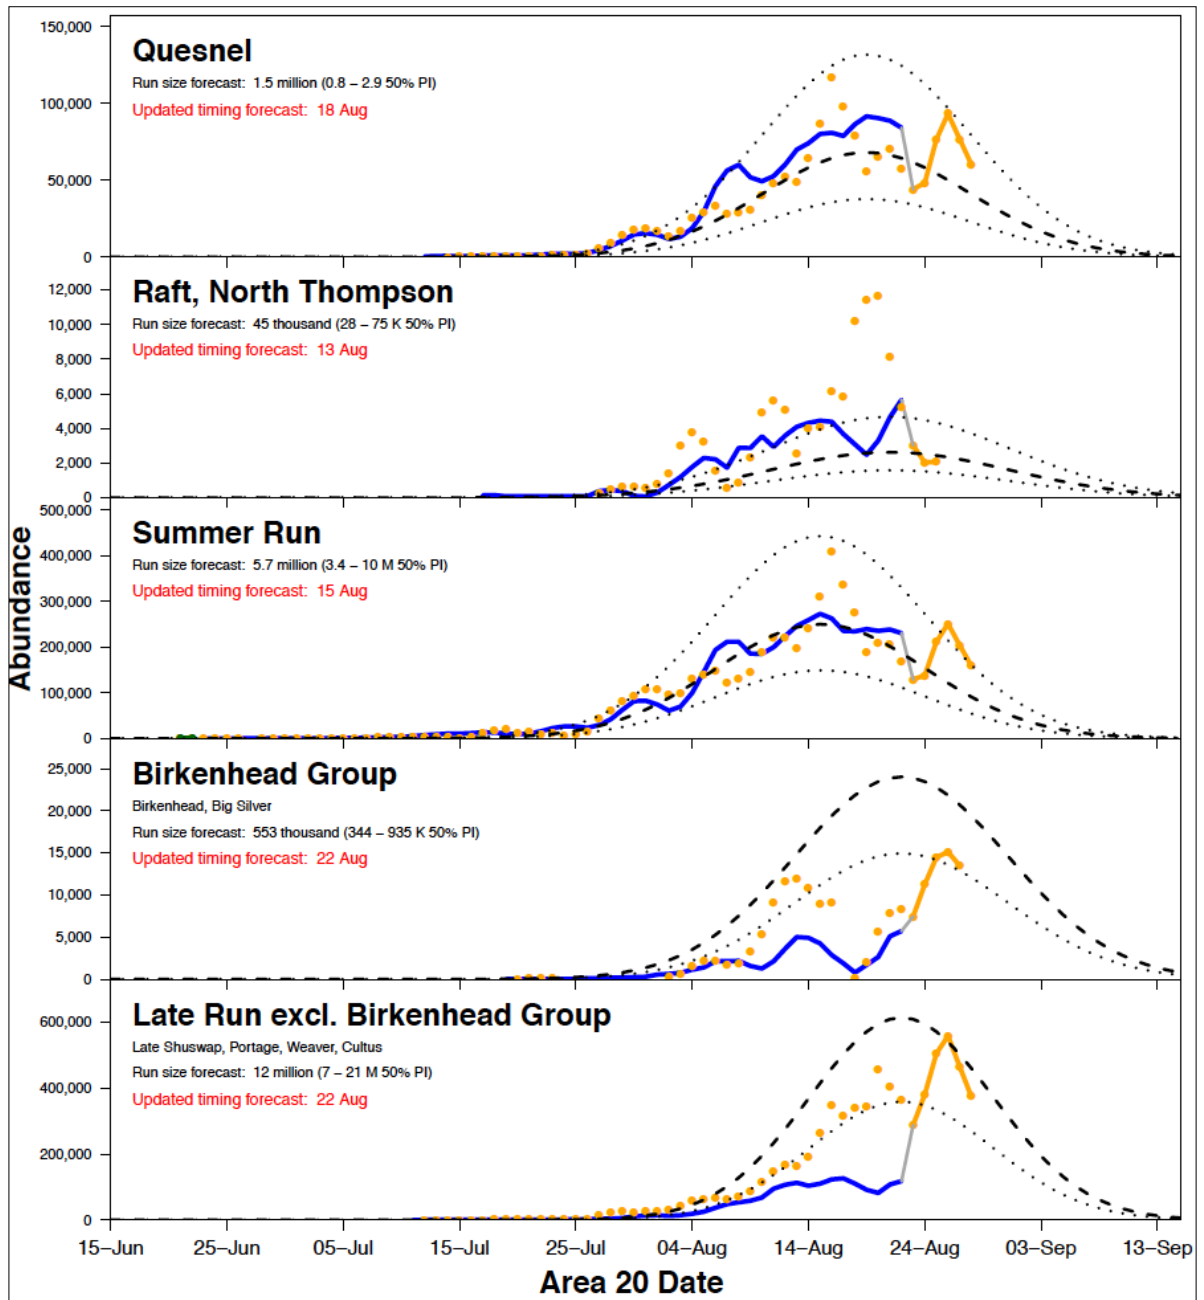 150,000
Quesnel
Run size forecast: 1.5 million (0.8 – 2.9 50% PI)
100,000
Updated timing forecast: 18 Aug
50,000
0
12,000
Raft, North Thompson
10,000
Run size forecast: 45 thousand (28 – 75 K 50% PI)
8,000
Updated timing forecast: 13 Aug
6,000
4,000
2,000
0
500,000
Summer Run
400,000
Run size forecast: 5.7 million (3.4 – 10 M 50% PI)
Updated timing forecast: 15 Aug
300,000
200,000
100,000
0
Abundance
25,000
Birkenhead Group
Birkenhead, Big Silver
20,000
Run size forecast: 553 thousand (344 – 935 K 50% PI)
15,000
Updated timing forecast: 22 Aug
10,000
5,000
0
600,000
Late Run excl. Birkenhead Group
Late Shuswap, Portage, Weaver, Cultus
Run size forecast: 12 million (7 – 21 M 50% PI)
400,000
Updated timing forecast: 22 Aug
200,000
0
15–Jun 25–Jun 05–Jul 15–Jul 25–Jul 04–Aug 14–Aug 24–Aug 03–Sep 13–Sep
Area 20 Date